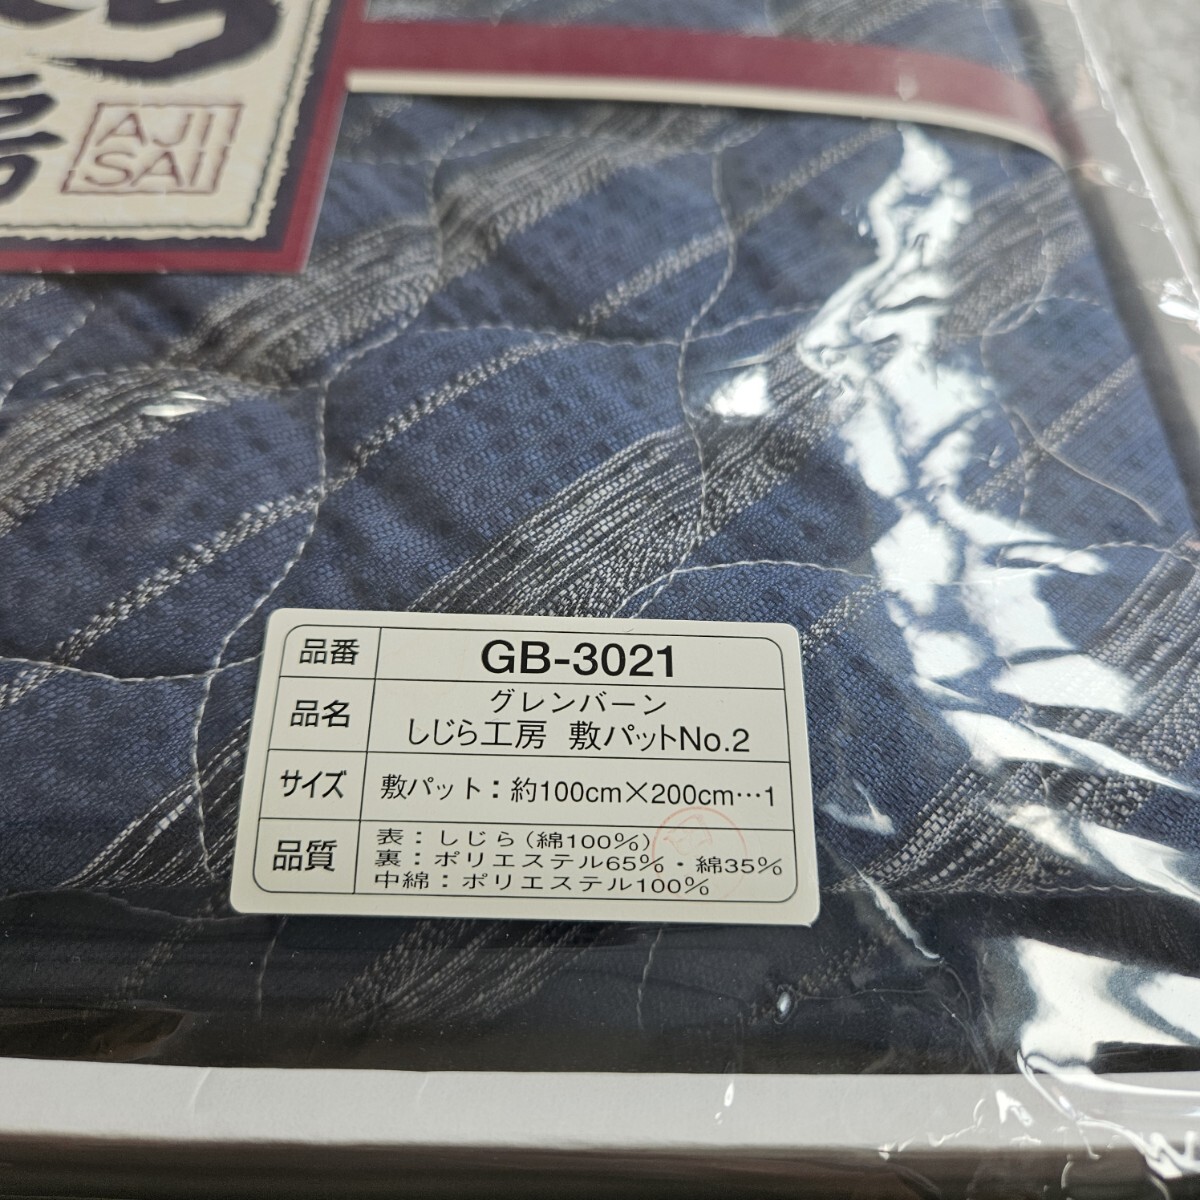 房
AJI
SAI
品番 GB-3021
品名 グレンバーン
しじら工房 敷パットNo.2
サイズ 敷パット：約100cm×200cm…1
品質 表：しじら(綿100%)
裏：ポリエステル65%・綿35%
中綿：ポリエステル100%